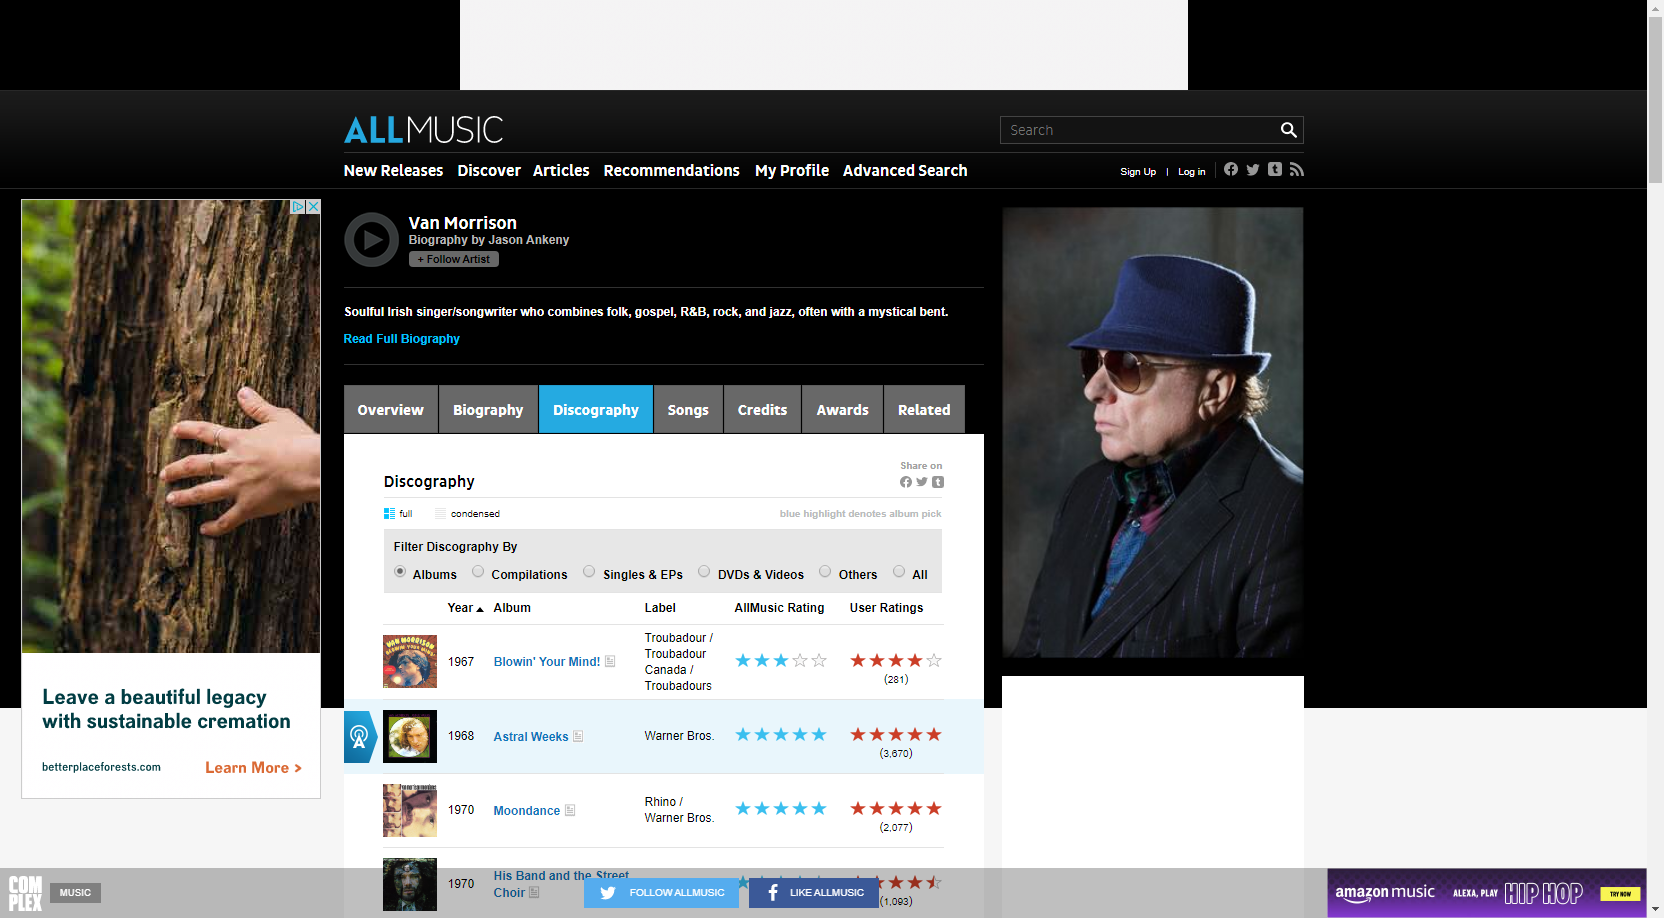 ALLMUSIC
Search
New Releases Discover Articles Recommendations My Profile Advanced Search
Sign Up | Log in
Van Morrison
Biography by Jason Ankeny
+ Follow Artist
Soulful Irish singer/songwriter who combines folk, gospel, R&B, rock, and jazz, often with a mystical bent.
Read Full Biography
Overview Biography Discography Songs Credits Awards Related
Share on
Discography
full condensed
blue highlight denotes album pick
Filter Discography By
Albums Compilations Singles & EPs DVDs & Videos Others All
Year Album Label AllMusic Rating User Ratings
VAN MORRISON
BLOWIN' YOUR MIND!
1967 Blowin' Your Mind!
Troubadour /
Troubadour
Canada /
Troubadours
(281)
1968 Astral Weeks Warner Bros.
(3,670)
1970 Moondance
Rhino /
Warner Bros.
(2,077)
1970 His Band and the Street
Choir
(1,093)
Leave a beautiful legacy
with sustainable cremation
betterplaceforests.com
Learn More >
COMPLEX
MUSIC
FOLLOW ALLMUSIC
LIKE ALLMUSIC
amazon music
ALEXA, PLAY
HIP HOP
TRY NOW